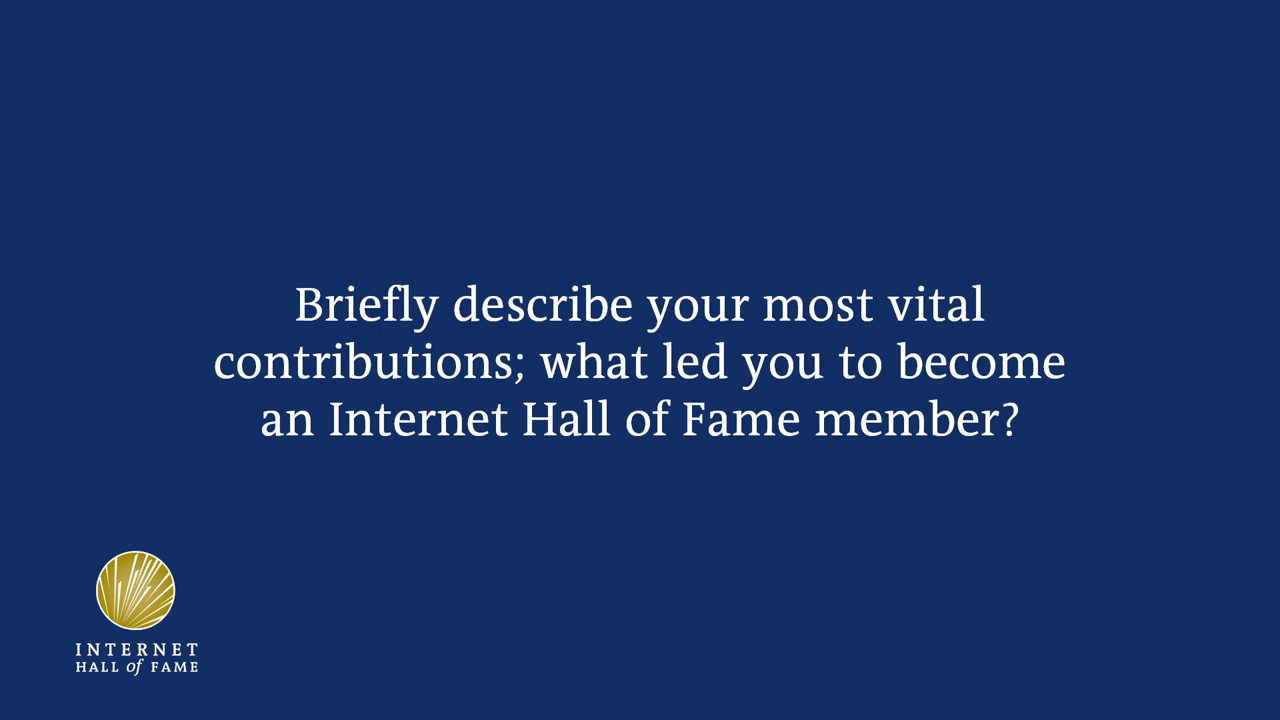 Briefly describe your most vital
contributions; what led you to become
an Internet Hall of Fame member?
INTERNET
HALL of FAME